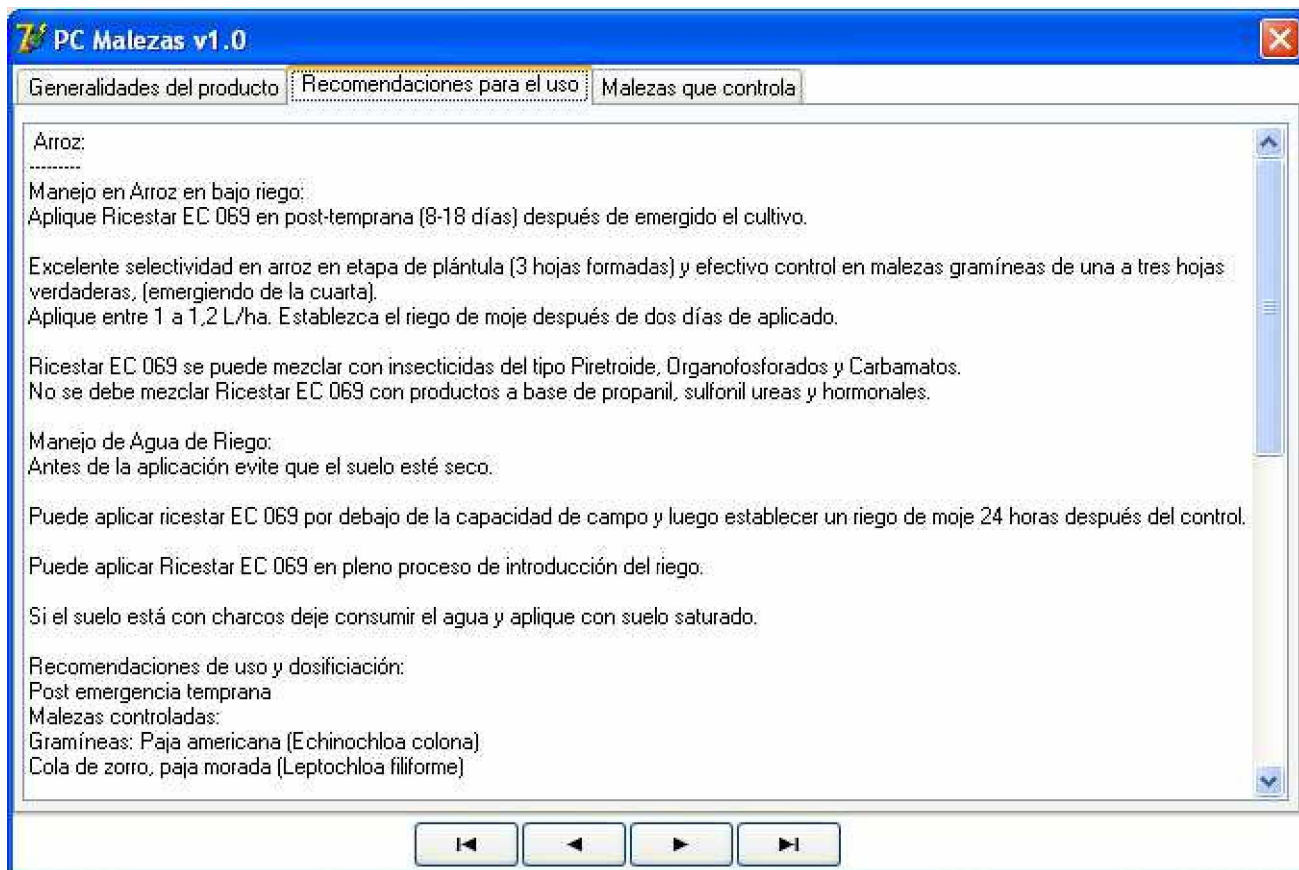 PC Malezas v1.0
Generalidades del producto
Recomendaciones para el uso
Malezas que controla
Arroz:
---------
Manejo en Arroz en bajo riego:
Aplique Ricestar EC 069 en post-temprana (8-18 días) después de emergido el cultivo.
Excelente selectividad en arroz en etapa de plántula (3 hojas formadas) y efectivo control en malezas gramíneas de una a tres hojas
verdaderas, (emergiendo de la cuarta).
Aplique entre 1 a 1,2 L/ha. Establezca el riego de moje después de dos días de aplicado.
Ricestar EC 069 se puede mezclar con insecticidas del tipo Piretroide, Organofosforados y Carbamatos.
No se debe mezclar Ricestar EC 069 con productos a base de propanil, sulfonil ureas y hormonales.
Manejo de Agua de Riego:
Antes de la aplicación evite que el suelo esté seco.
Puede aplicar ricestar EC 069 por debajo de la capacidad de campo y luego establecer un riego de moje 24 horas después del control.
Puede aplicar Ricestar EC 069 en pleno proceso de introducción del riego.
Si el suelo está con charcos deje consumir el agua y aplique con suelo saturado.
Recomendaciones de uso y dosificiación:
Post emergencia temprana
Malezas controladas:
Gramíneas: Paja americana (Echinochloa colona)
Cola de zorro, paja morada (Leptochloa filiforme)